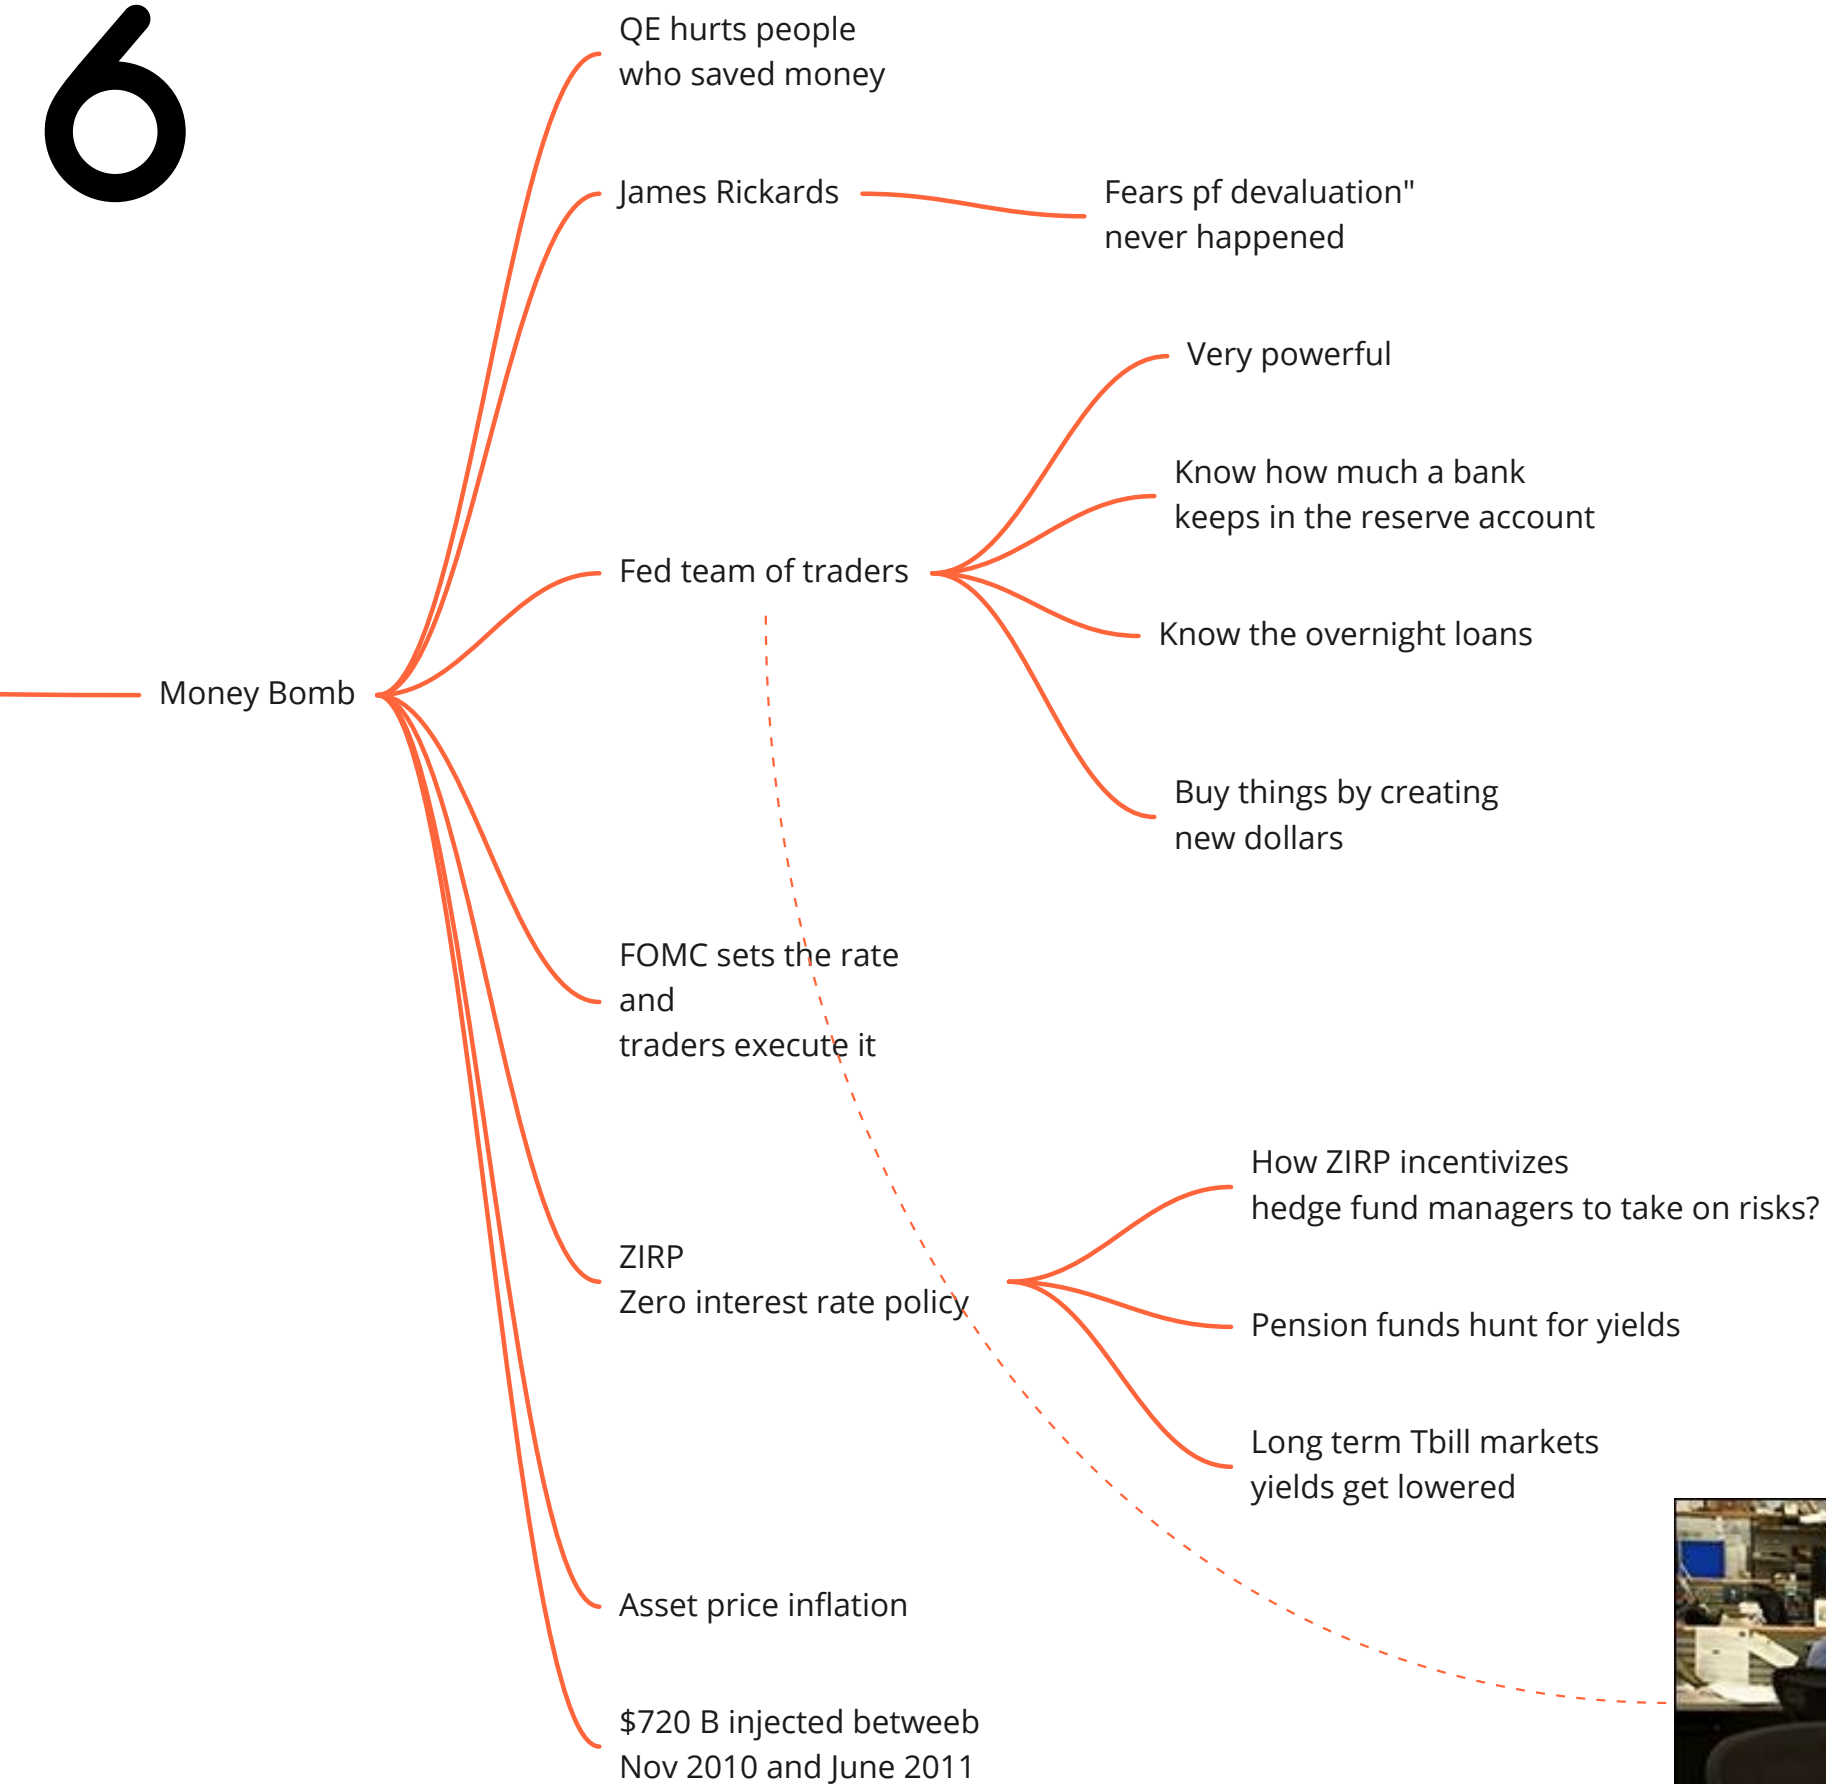 6
QE hurts people
who saved money
James Rickards
Fears pf devaluation"
never happened
Very powerful
Know how much a bank
keeps in the reserve account
Fed team of traders
Know the overnight loans
Money Bomb
Buy things by creating
new dollars
FOMC sets the rate
and
traders execute it
How ZIRP incentivizes
hedge fund managers to take on risks?
ZIRP
Zero interest rate policy
Pension funds hunt for yields
Long term Tbill markets
yields get lowered
Asset price inflation
$720 B injected betweeb
Nov 2010 and June 2011